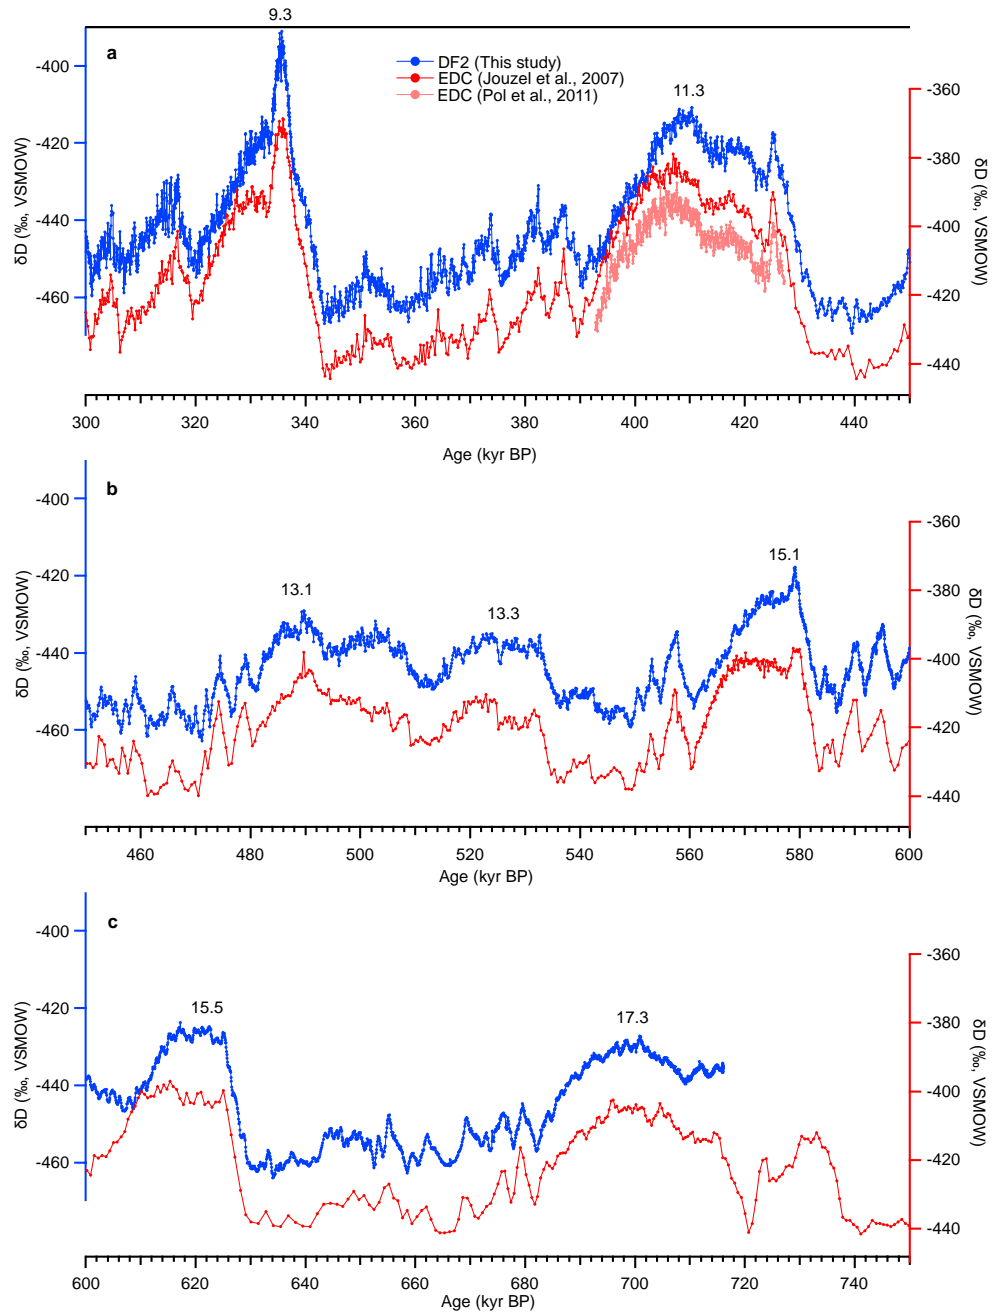 9.3
a
DF2 (This study)
EDC (Jouzel et al., 2007)
EDC (Pol et al., 2011)
11.3
-400
-420
-440
-460
δD (‰, VSMOW)
-360
-380
-400
-420
-440
δD (‰, VSMOW)
300 320 340 360 380 400 420 440
Age (kyr BP)
b
13.1
13.3
15.1
-400
-420
-440
-460
δD (‰, VSMOW)
-360
-380
-400
-420
-440
δD (‰, VSMOW)
460 480 500 520 540 560 580 600
Age (kyr BP)
c
15.5
17.3
-400
-420
-440
-460
δD (‰, VSMOW)
-360
-380
-400
-420
-440
δD (‰, VSMOW)
600 620 640 660 680 700 720 740
Age (kyr BP)